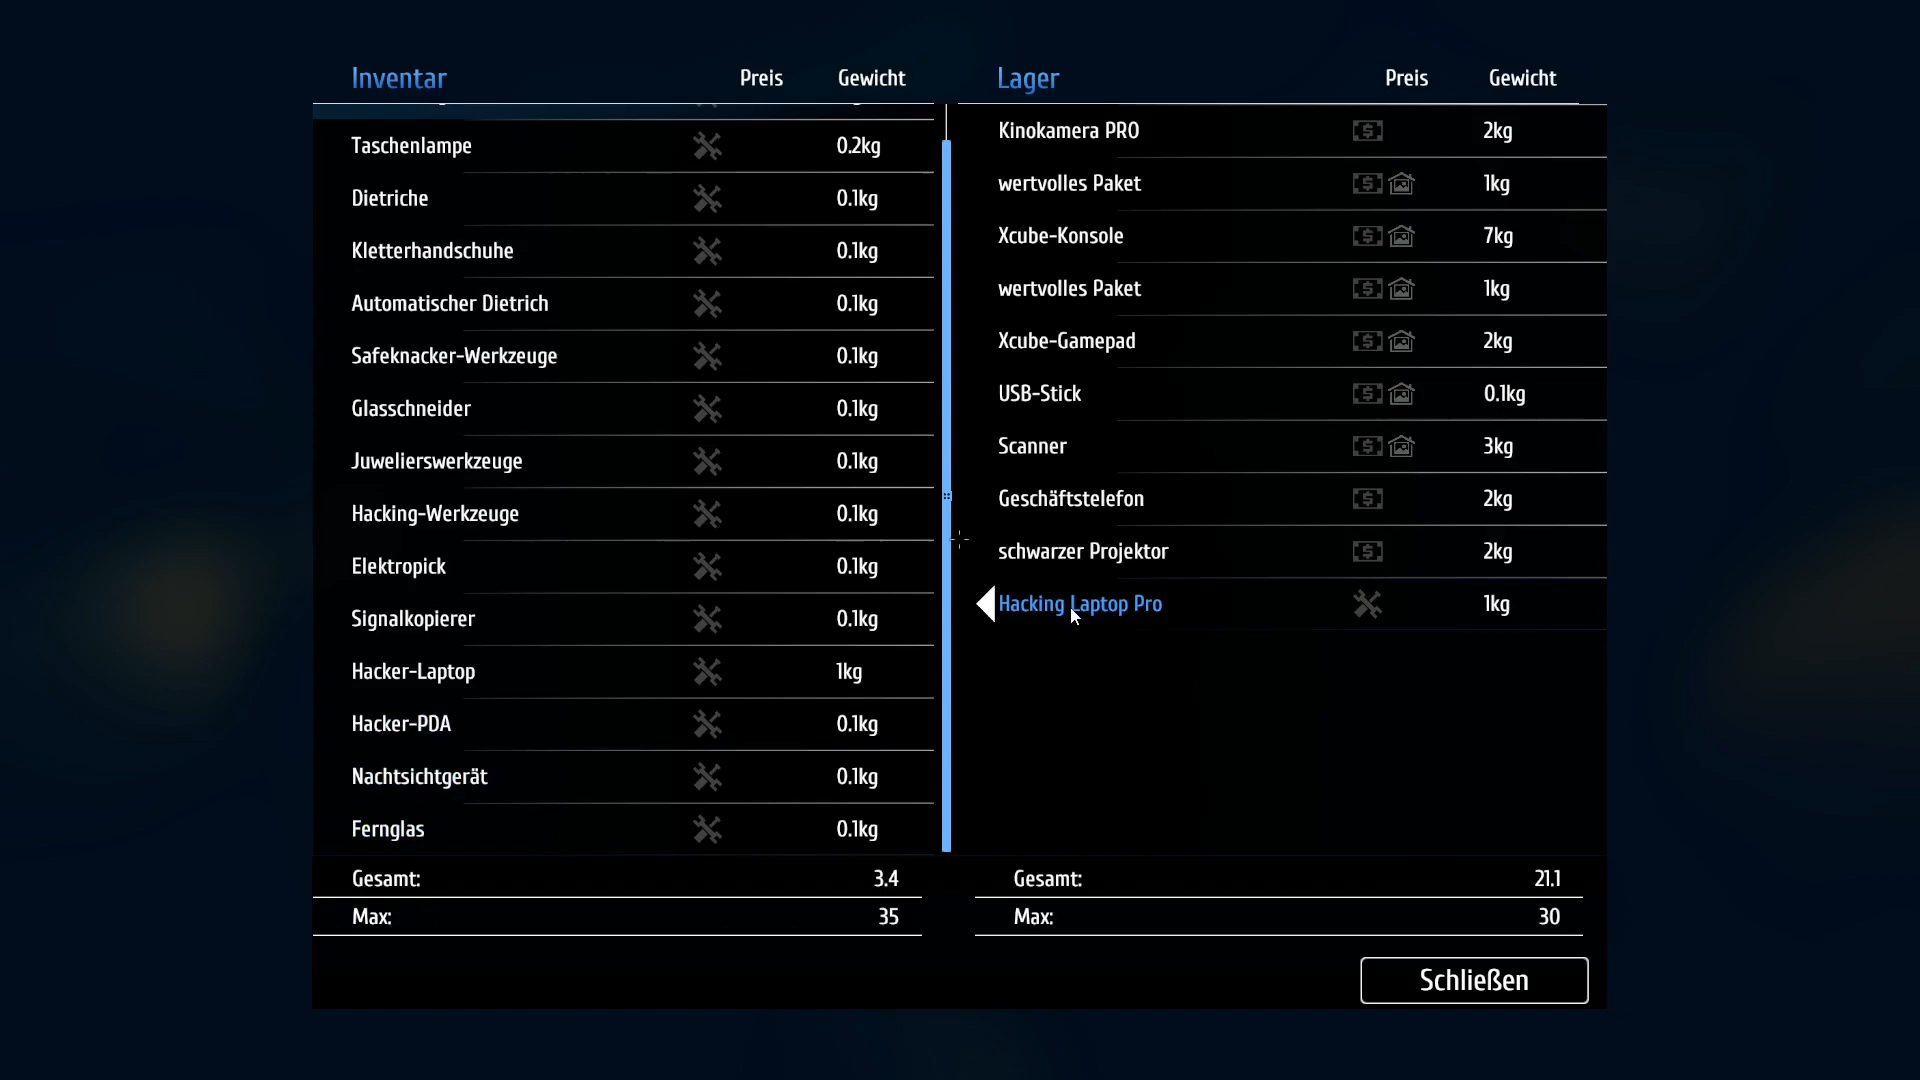 Inventar Preis Gewicht
Taschenlampe 0.2kg
Dietriche 0.1kg
Kletterhandschuhe 0.1kg
Automatischer Dietrich 0.1kg
Safeknacker-Werkzeuge 0.1kg
Glasschneider 0.1kg
Juwelierswerkzeuge 0.1kg
Hacking-Werkzeuge 0.1kg
Elektropick 0.1kg
Signalkopierer 0.1kg
Hacker-Laptop 1kg
Hacker-PDA 0.1kg
Nachtsichtgerät 0.1kg
Fernglas 0.1kg
Gesamt: 3.4
Max: 35
Lager Preis Gewicht
Kinokamera PRO 2kg
wertvolles Paket 1kg
Xcube-Konsole 7kg
wertvolles Paket 1kg
Xcube-Gamepad 2kg
USB-Stick 0.1kg
Scanner 3kg
Geschäftstelefon 2kg
schwarzer Projektor 2kg
Hacking Laptop Pro 1kg
Gesamt: 21.1
Max: 30
Schließen